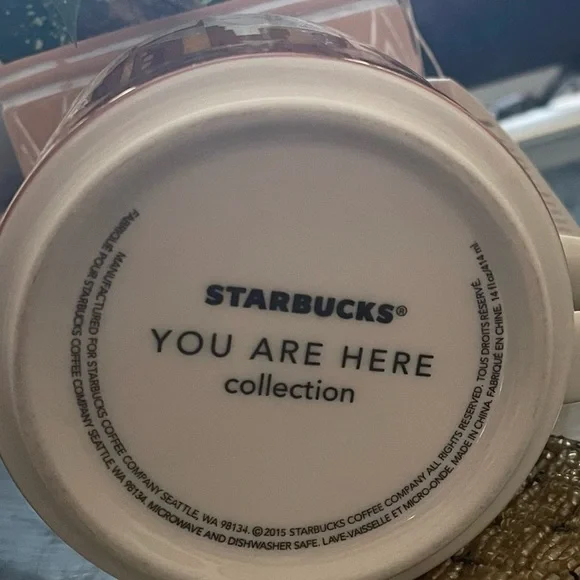 STARBUCKS®
YOU ARE HERE
collection
MANUFACTURED FOR STARBUCKS COFFEE COMPANY SEATTLE, WA 98134. ©2015 STARBUCKS COFFEE COMPANY ALL RIGHTS RESERVED. TOUS DROITS RÉSERVÉ.
FABRIQUÉ POUR STARBUCKS COFFEE COMPANY SEATTLE, WA 98134. MICROWAVE AND DISHWASHER SAFE. LAVE-VAISSELLE ET MICRO-ONDE. MADE IN CHINA. FABRIQUÉ EN CHINE. 14 fl oz/414 ml